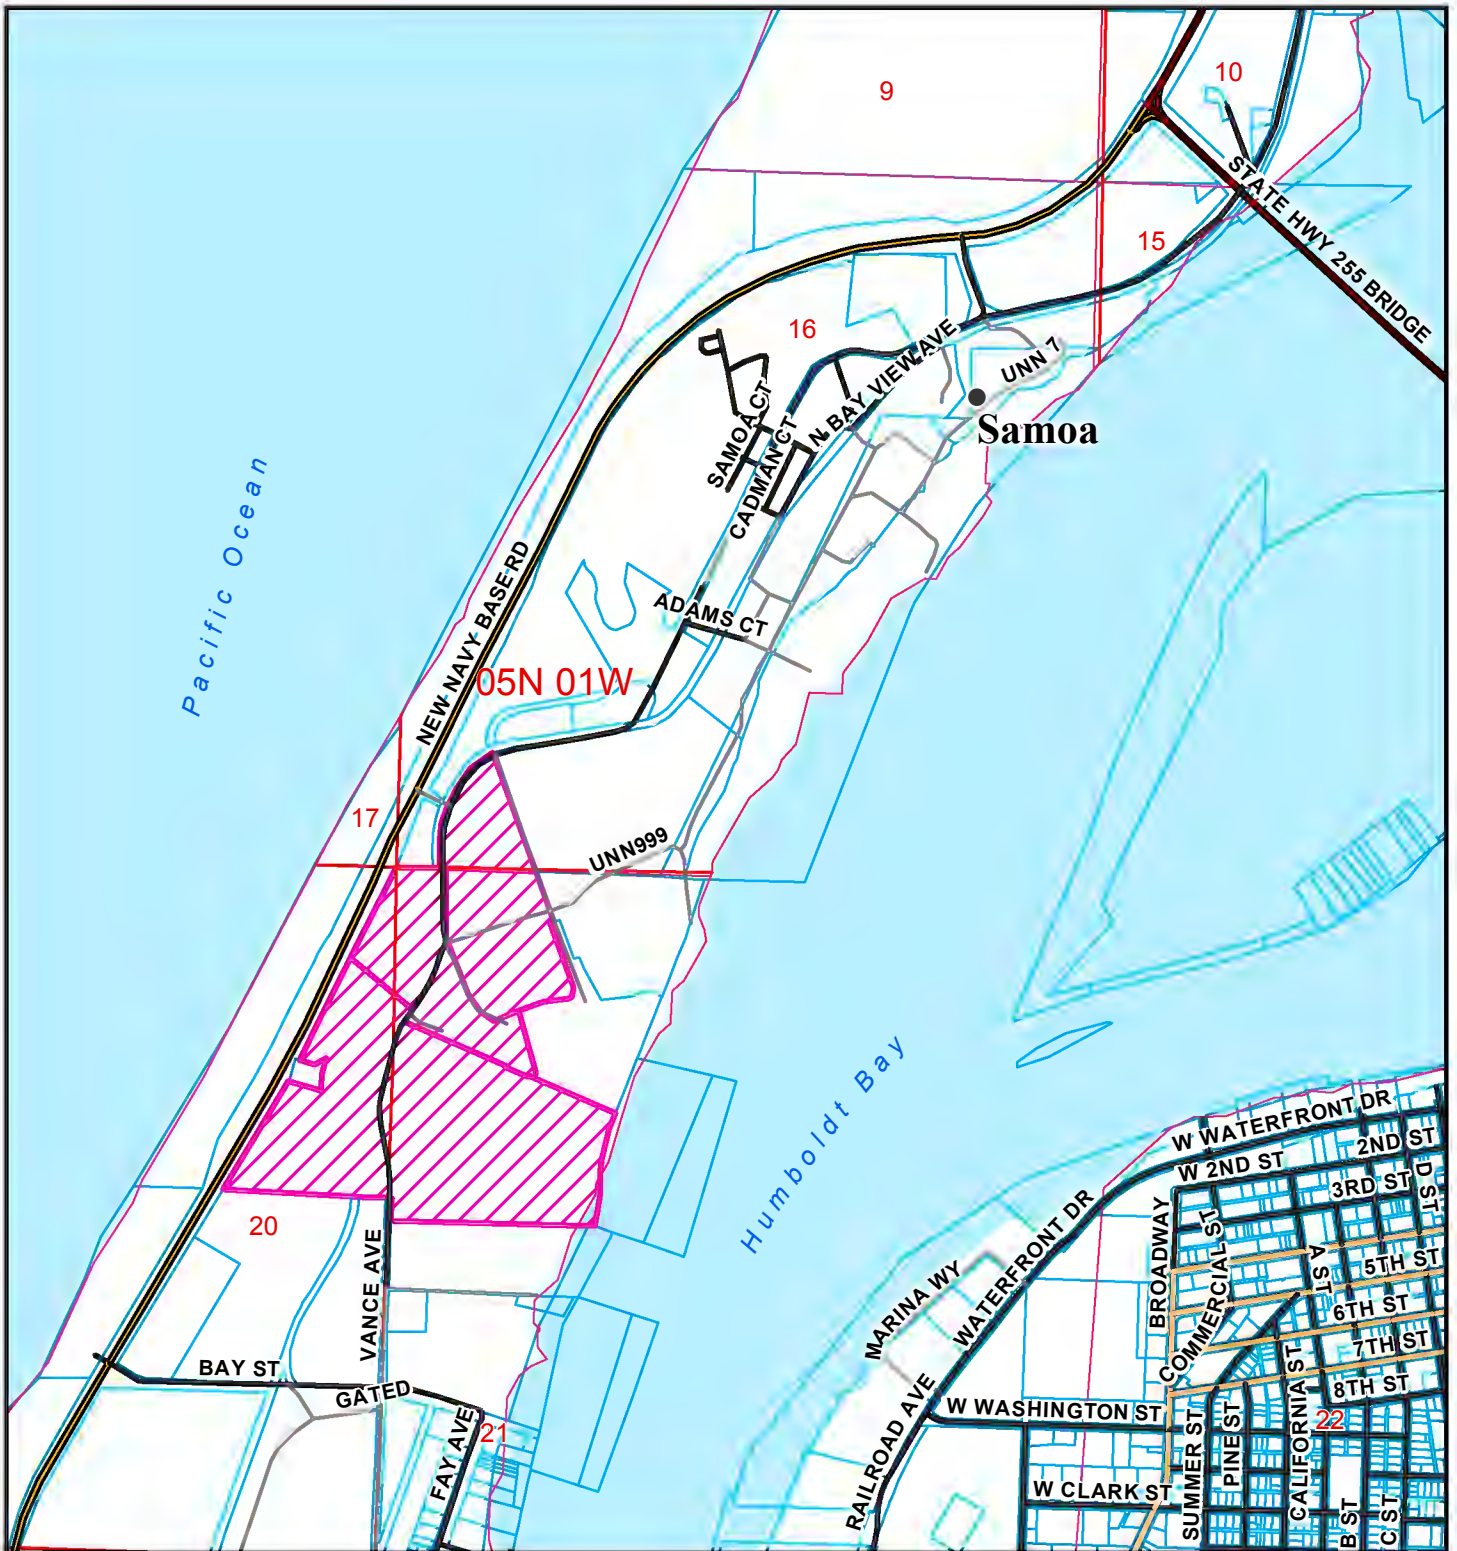 9
10
STATE HWY 255 BRIDGE
15
16
N BAY VIEW AVE
UNN 7
Samoa
SAMOA CT
CADMAN CT
Pacific Ocean
NEW NAVY BASE RD
ADAMS CT
05N 01W
17
UNN999
Humboldt Bay
W WATERFRONT DR
2ND ST
W 2ND ST
3RD ST
D ST
20
BROADWAY
COMMERCIAL ST
A ST
5TH ST
WATERFRONT DR
MARINA WY
6TH ST
VANCE AVE
7TH ST
BAY ST
GATED
8TH ST
CALIFORNIA ST
RAILROAD AVE
W WASHINGTON ST
22
21
FAY AVE
SUMMER ST
PINE ST
W CLARK ST
B ST
C ST